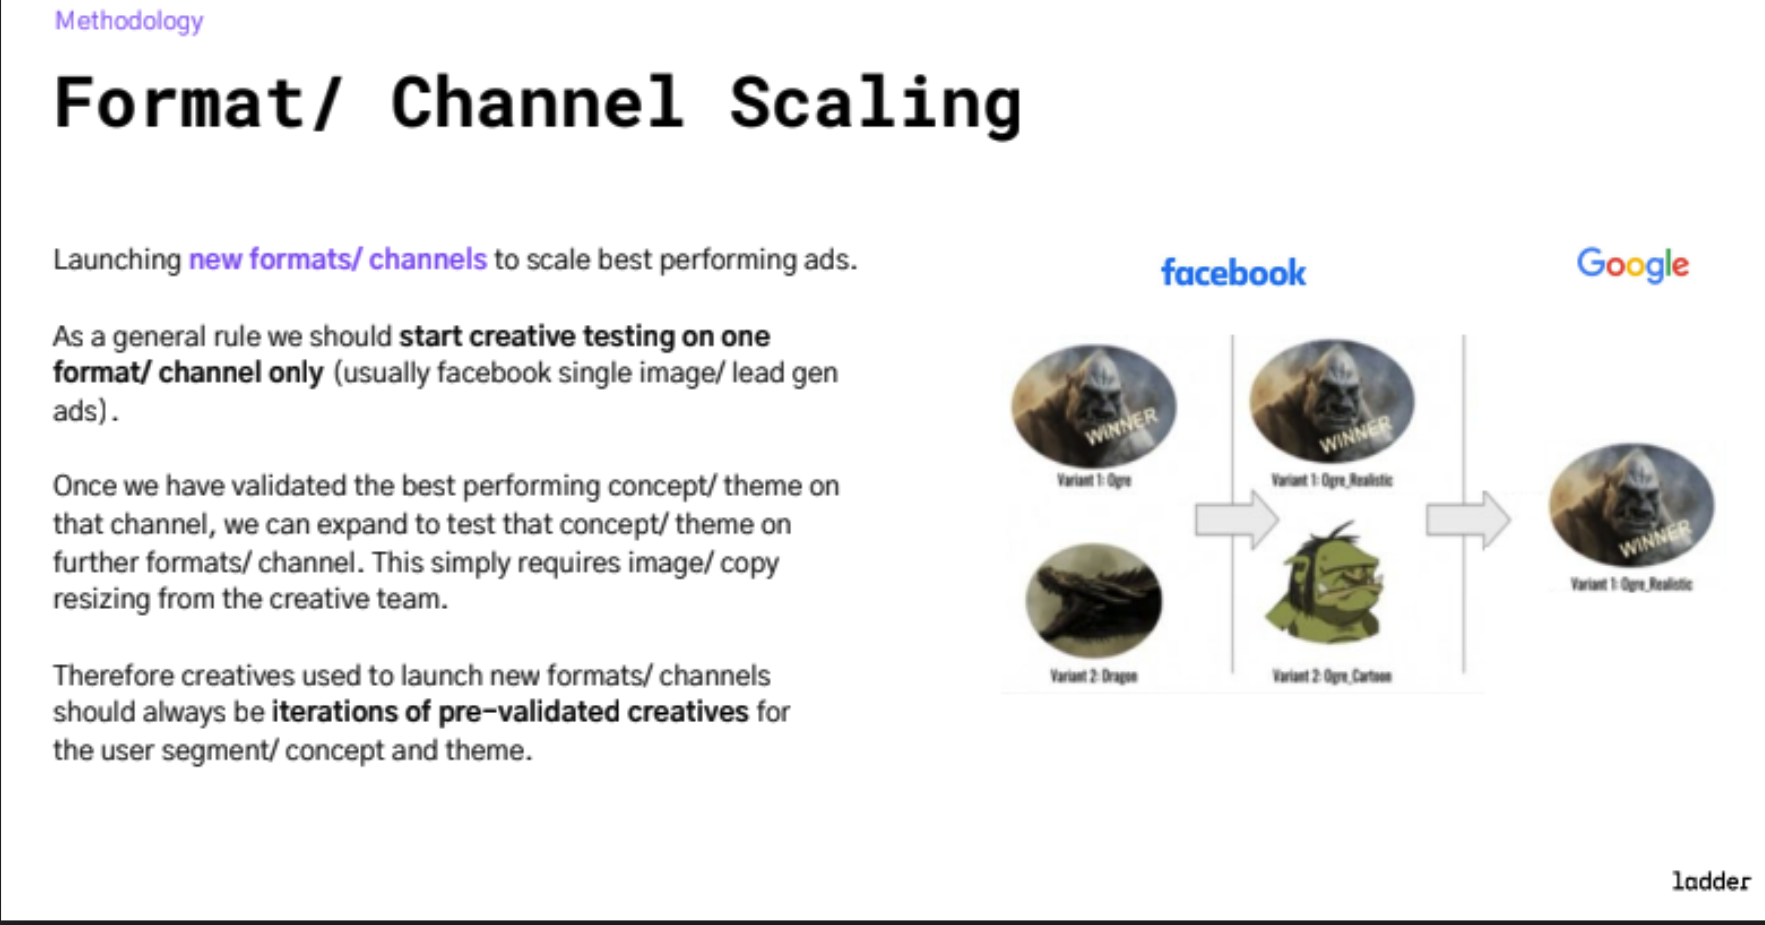 Methodology
Format/ Channel Scaling
Launching new formats/ channels to scale best performing ads.
As a general rule we should start creative testing on one
format/ channel only (usually facebook single image/ lead gen
ads).
Once we have validated the best performing concept/ theme on
that channel, we can expand to test that concept/ theme on
further formats/ channel. This simply requires image/ copy
resizing from the creative team.
Therefore creatives used to launch new formats/ channels
should always be iterations of pre-validated creatives for
the user segment/ concept and theme.
facebook
WINNER
Variant 1: Ogre
Variant 2: Dragon
WINNER
Variant 1: Ogre_Realistic
Variant 2: Ogre_Cartoon
Google
WINNER
Variant 1: Ogre_Realistic
ladder